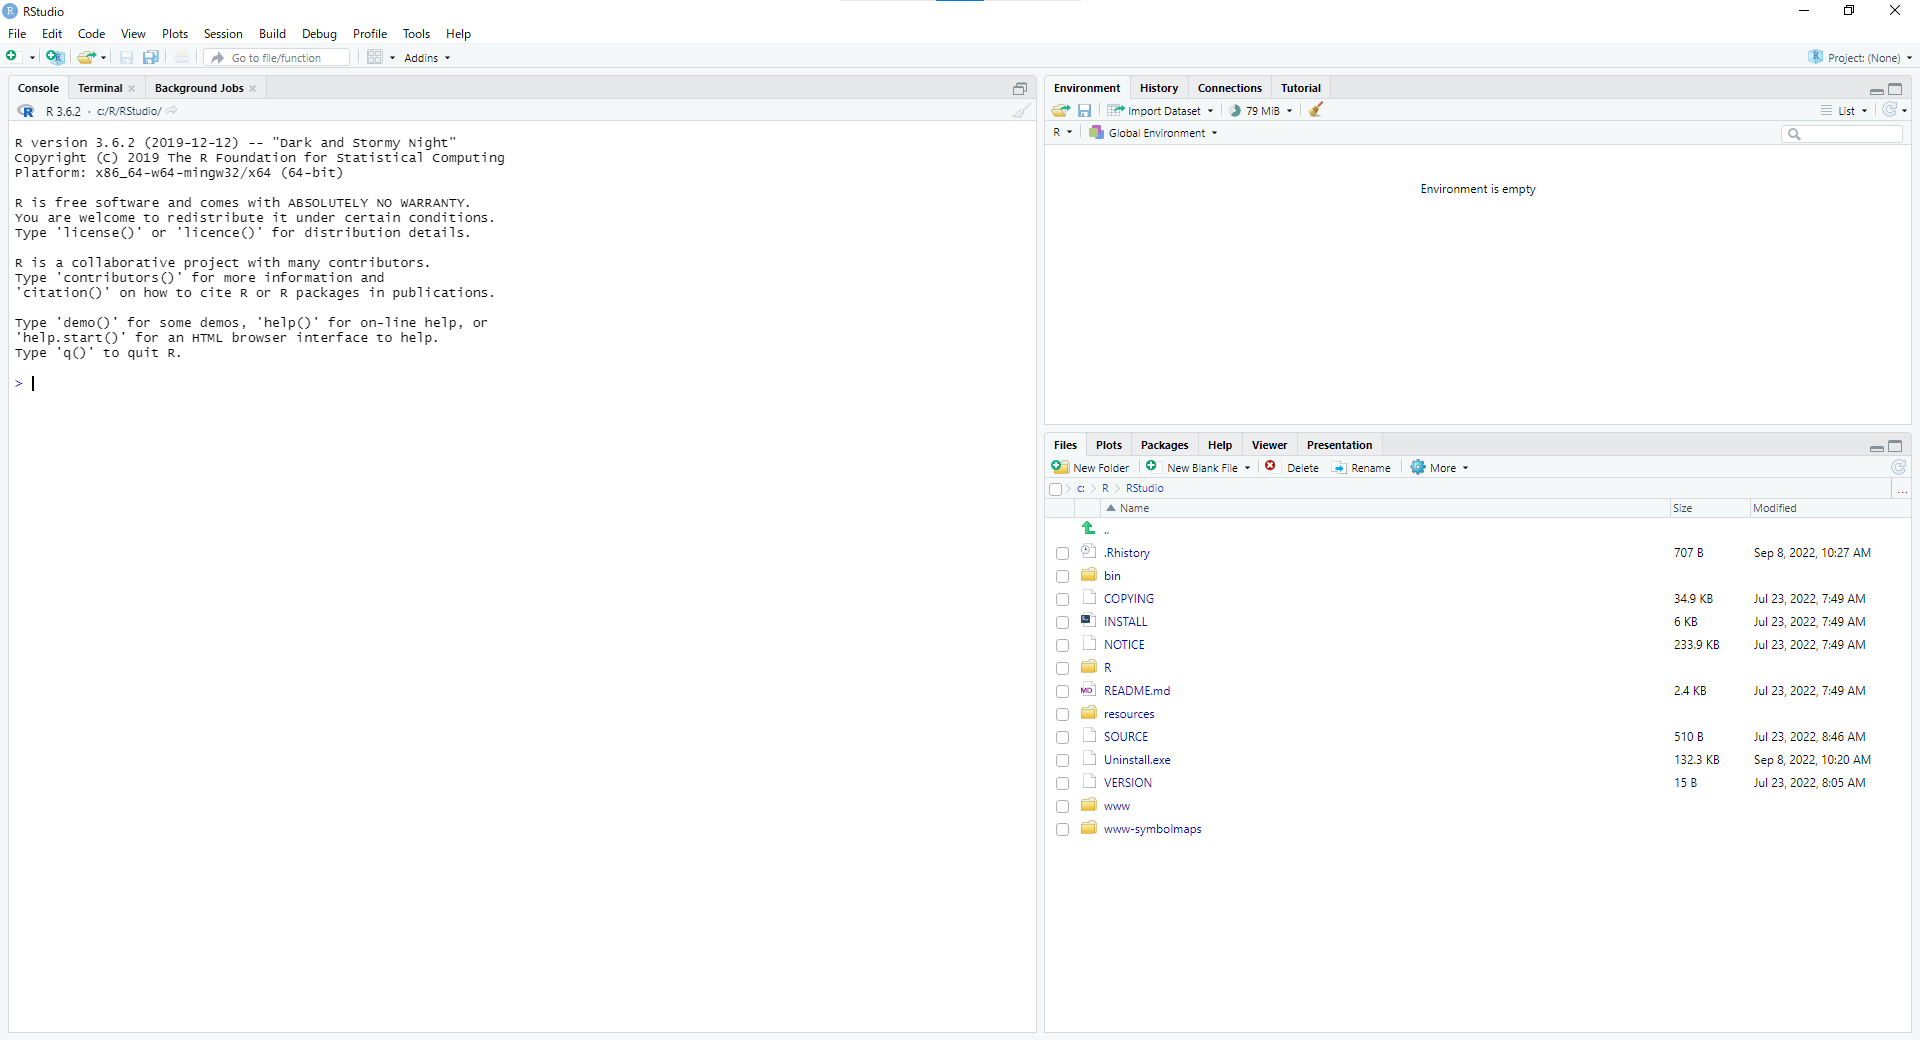 RStudio
File Edit Code View Plots Session Build Debug Profile Tools Help
Go to file/function Addins Project: (None)
Console Terminal Background Jobs
R 3.6.2 · c:/R/RStudio/
R version 3.6.2 (2019-12-12) -- "Dark and Stormy Night"
Copyright (C) 2019 The R Foundation for Statistical Computing
Platform: x86_64-w64-mingw32/x64 (64-bit)
R is free software and comes with ABSOLUTELY NO WARRANTY.
You are welcome to redistribute it under certain conditions.
Type 'license()' or 'licence()' for distribution details.
R is a collaborative project with many contributors.
Type 'contributors()' for more information and
'citation()' on how to cite R or R packages in publications.
Type 'demo()' for some demos, 'help()' for on-line help, or
'help.start()' for an HTML browser interface to help.
Type 'q()' to quit R.
>
Environment History Connections Tutorial
Import Dataset 79 MiB List
R Global Environment
Environment is empty
Files Plots Packages Help Viewer Presentation
New Folder New Blank File Delete Rename More
c: R RStudio ...
Name Size Modified
..
.Rhistory 707 B Sep 8, 2022, 10:27 AM
bin
COPYING 34.9 KB Jul 23, 2022, 7:49 AM
INSTALL 6 KB Jul 23, 2022, 7:49 AM
NOTICE 233.9 KB Jul 23, 2022, 7:49 AM
R
README.md 2.4 KB Jul 23, 2022, 7:49 AM
resources
SOURCE 510 B Jul 23, 2022, 8:46 AM
Uninstall.exe 132.3 KB Sep 8, 2022, 10:20 AM
VERSION 15 B Jul 23, 2022, 8:05 AM
www
www-symbolmaps